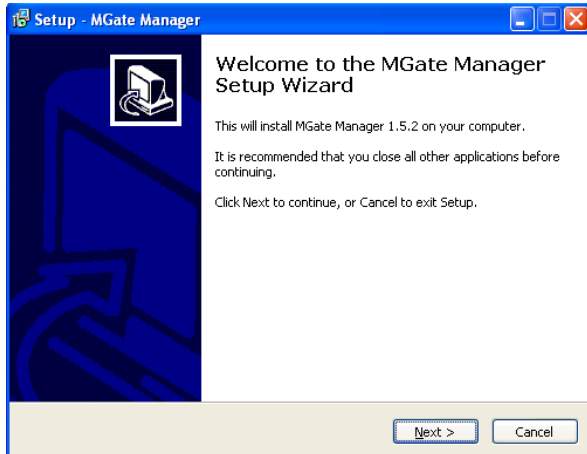 Setup - MGate Manager
Welcome to the MGate Manager
Setup Wizard
This will install MGate Manager 1.5.2 on your computer.
It is recommended that you close all other applications before
continuing.
Click Next to continue, or Cancel to exit Setup.
Next >
Cancel